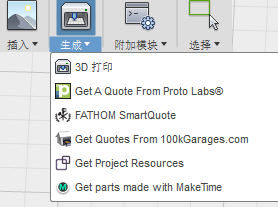 插入 生成 附加模块 选择
3D 打印
Get A Quote From Proto Labs®
FATHOM SmartQuote
Get Quotes From 100kGarages.com
Get Project Resources
Get parts made with MakeTime